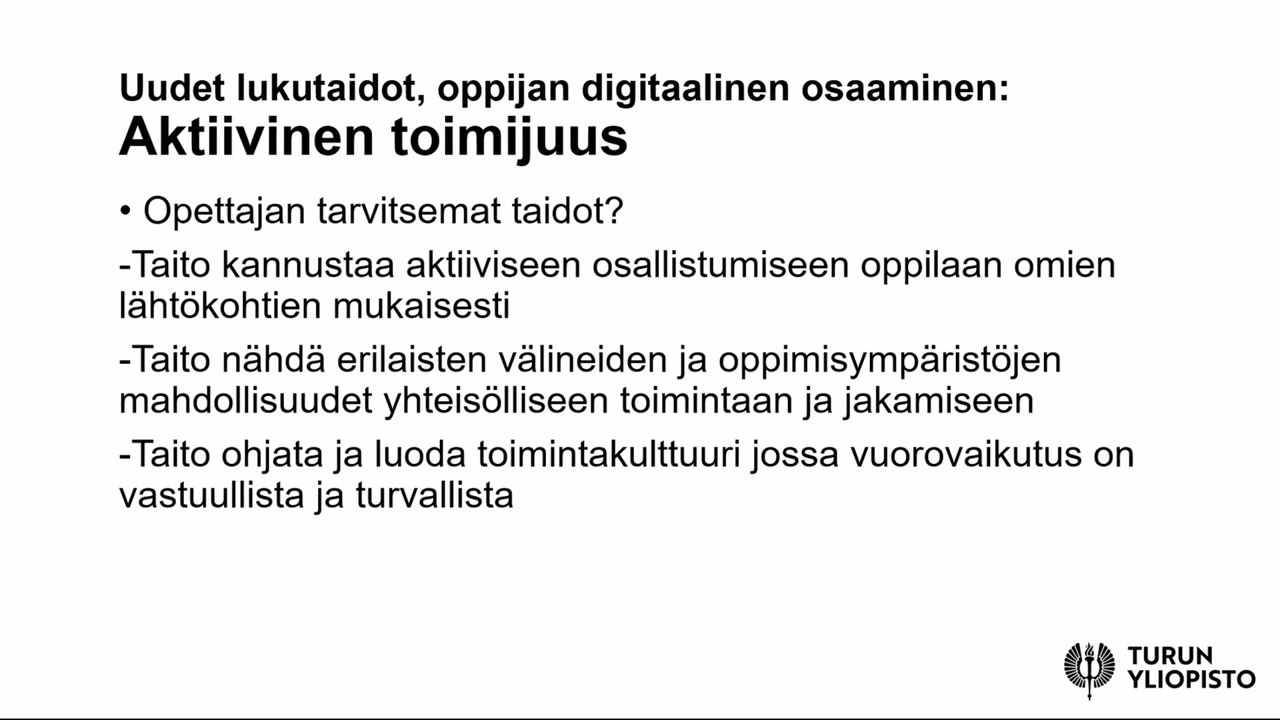 Uudet lukutaidot, oppijan digitaalinen osaaminen:
Aktiivinen toimijuus
• Opettajan tarvitsemat taidot?
-Taito kannustaa aktiiviseen osallistumiseen oppilaan omien
lähtökohtien mukaisesti
-Taito nähdä erilaisten välineiden ja oppimisympäristöjen
mahdollisuudet yhteisölliseen toimintaan ja jakamiseen
-Taito ohjata ja luoda toimintakulttuuri jossa vuorovaikutus on
vastuullista ja turvallista
TURUN
YLIOPISTO